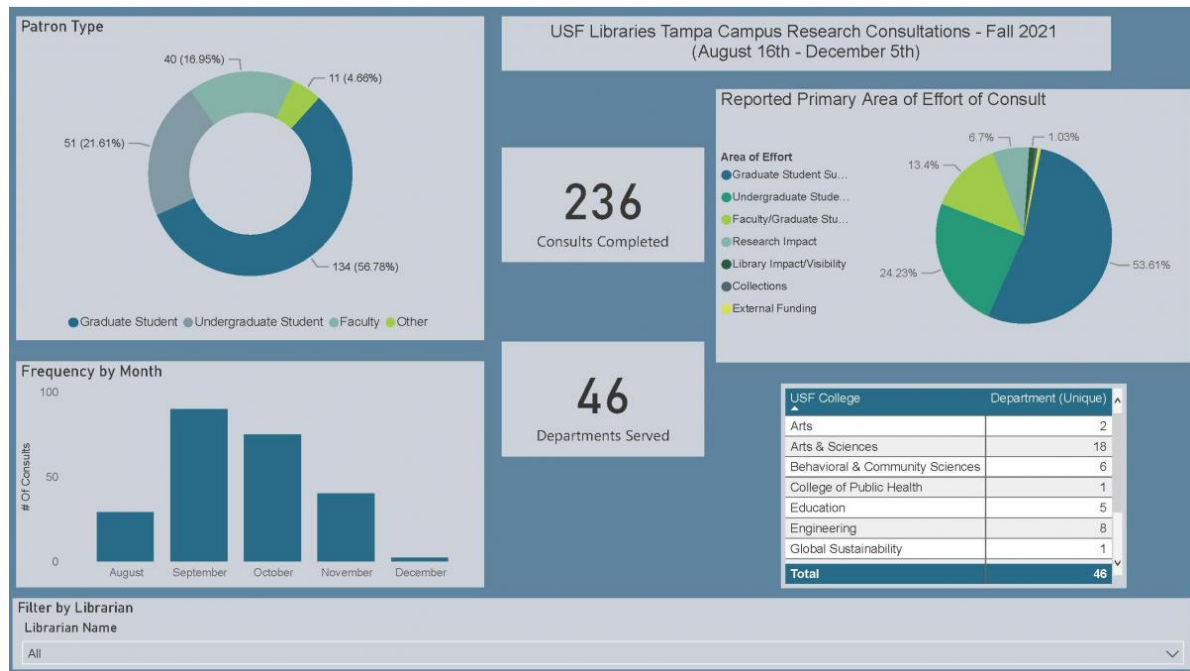 Patron Type
40 (16.95%)
11 (4.66%)
51 (21.61%)
134 (56.78%)
Graduate Student Undergraduate Student Faculty Other
USF Libraries Tampa Campus Research Consultations - Fall 2021
(August 16th - December 5th)
236
Consults Completed
46
Departments Served
Reported Primary Area of Effort of Consult
6.7%
1.03%
13.4%
24.23%
53.61%
Area of Effort
Graduate Student Su...
Undergraduate Stude...
Faculty/Graduate Stu...
Research Impact
Library Impact/Visibility
Collections
External Funding
Frequency by Month
# Of Consults
100
50
0
August September October November December
USF College Department (Unique)
Arts 2
Arts & Sciences 18
Behavioral & Community Sciences 6
College of Public Health 1
Education 5
Engineering 8
Global Sustainability 1
Total 46
Filter by Librarian
Librarian Name
All